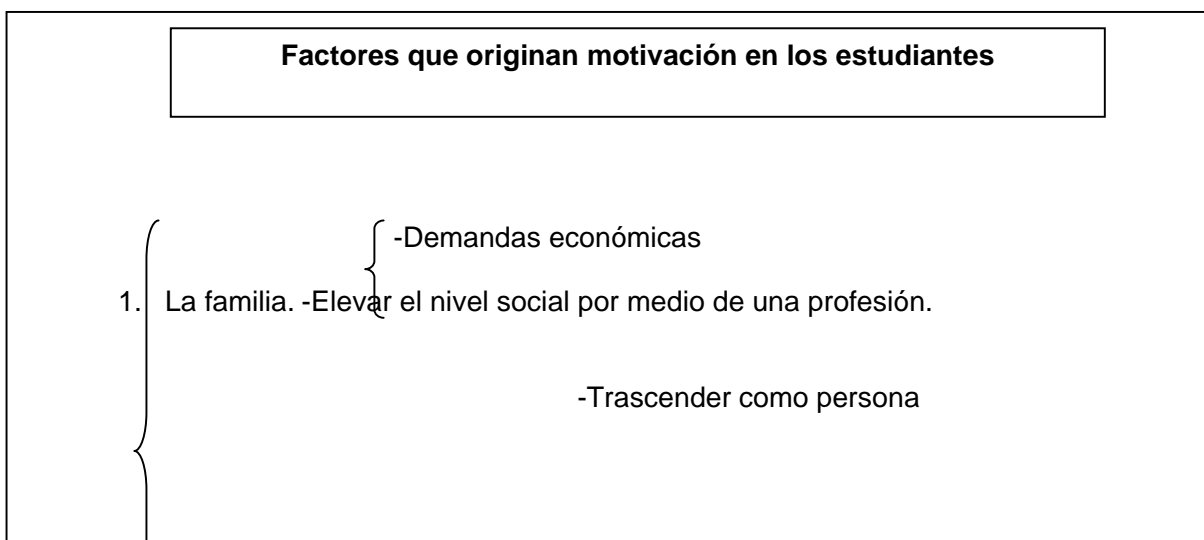 Factores que originan motivación en los estudiantes
-Demandas económicas
1. La familia. -Elevar el nivel social por medio de una profesión.
-Trascender como persona